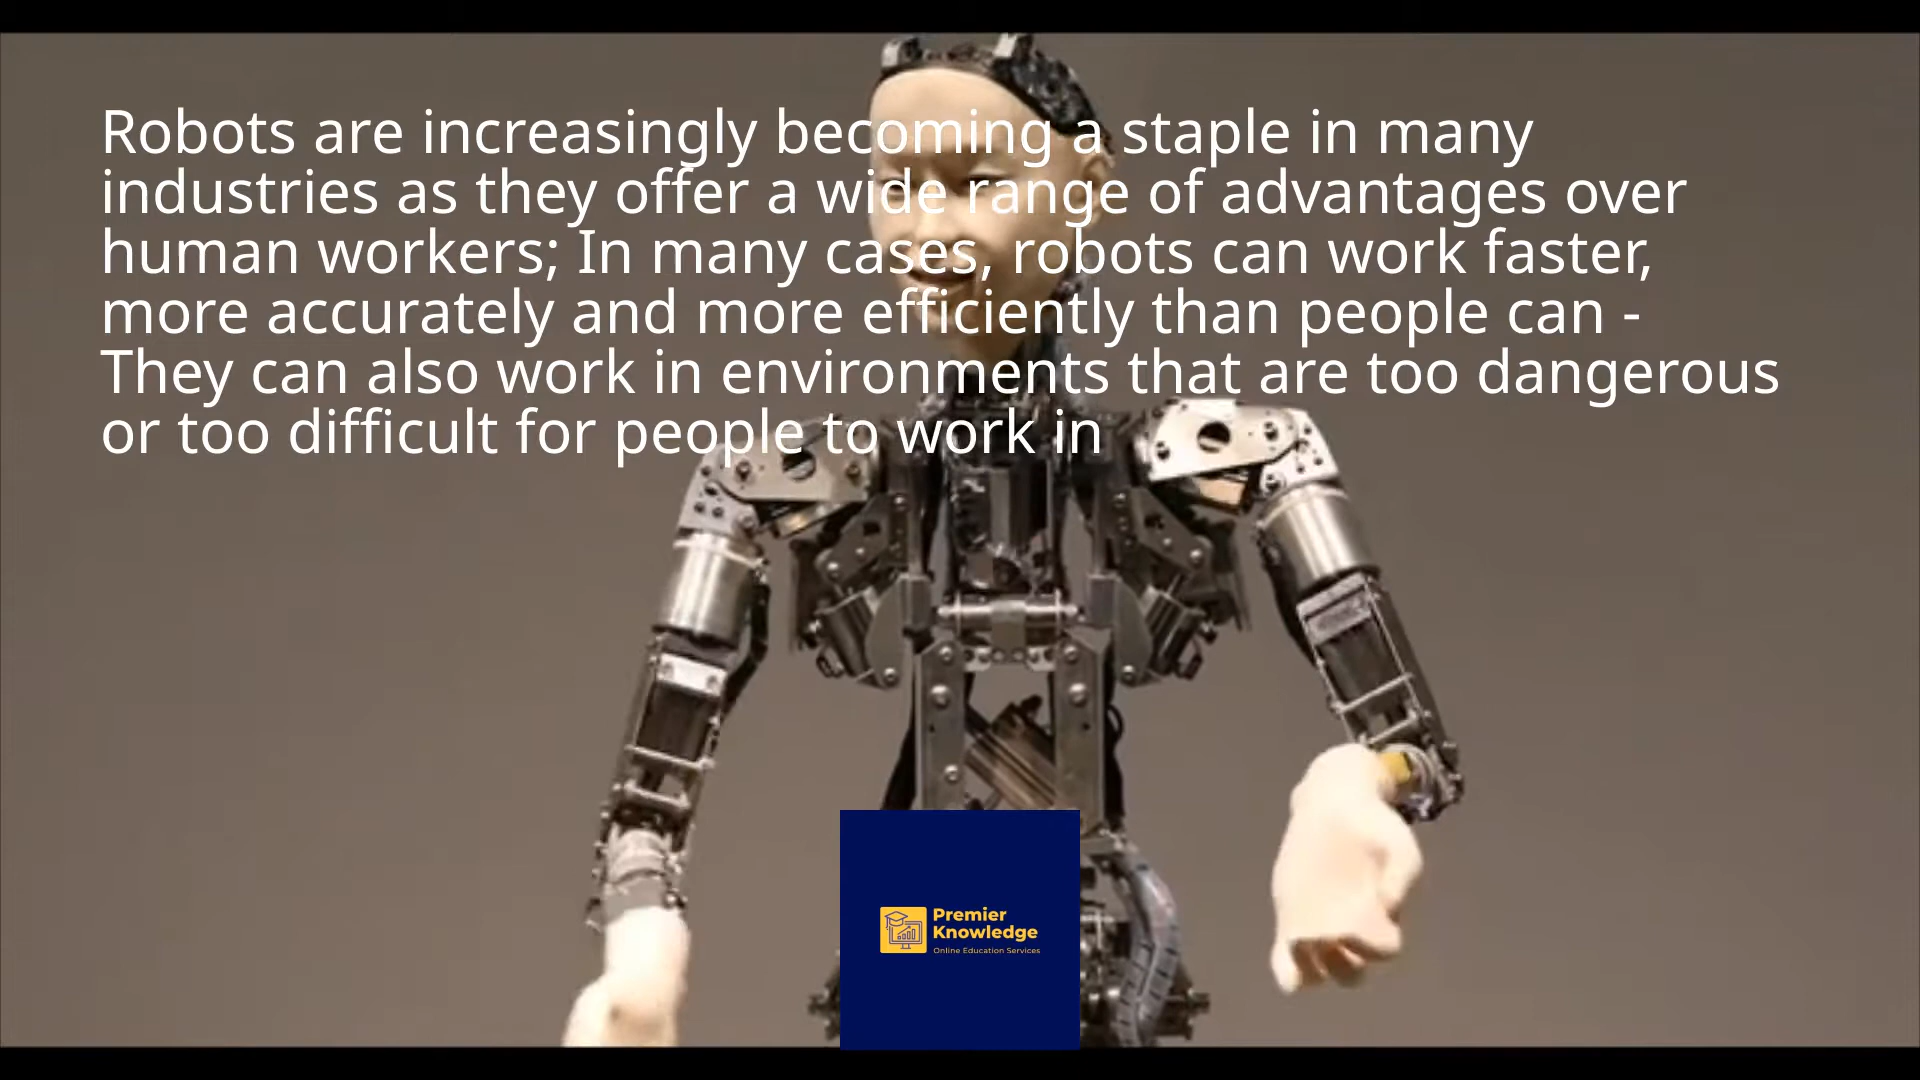 Robots are increasingly becoming a staple in many
industries as they offer a wide range of advantages over
human workers; In many cases, robots can work faster,
more accurately and more efficiently than people can -
They can also work in environments that are too dangerous
or too difficult for people to work in
Premier
Knowledge
Online Education Services